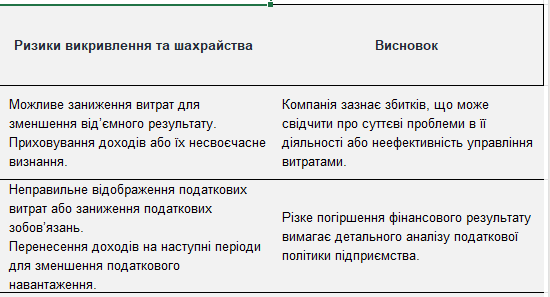 Ризики викривлення та шахрайства
Висновок
Можливе заниження витрат для
зменшення від’ємного результату.
Приховування доходів або їх несвоєчасне
визнання.
Компанія зазнає збитків, що може
свідчити про суттєві проблеми в її
діяльності або неефективність управління
витратами.
Неправильне відображення податкових
витрат або заниження податкових
зобов’язань.
Перенесення доходів на наступні періоди
для зменшення податкового
навантаження.
Різке погіршення фінансового результату
вимагає детального аналізу податкової
політики підприємства.